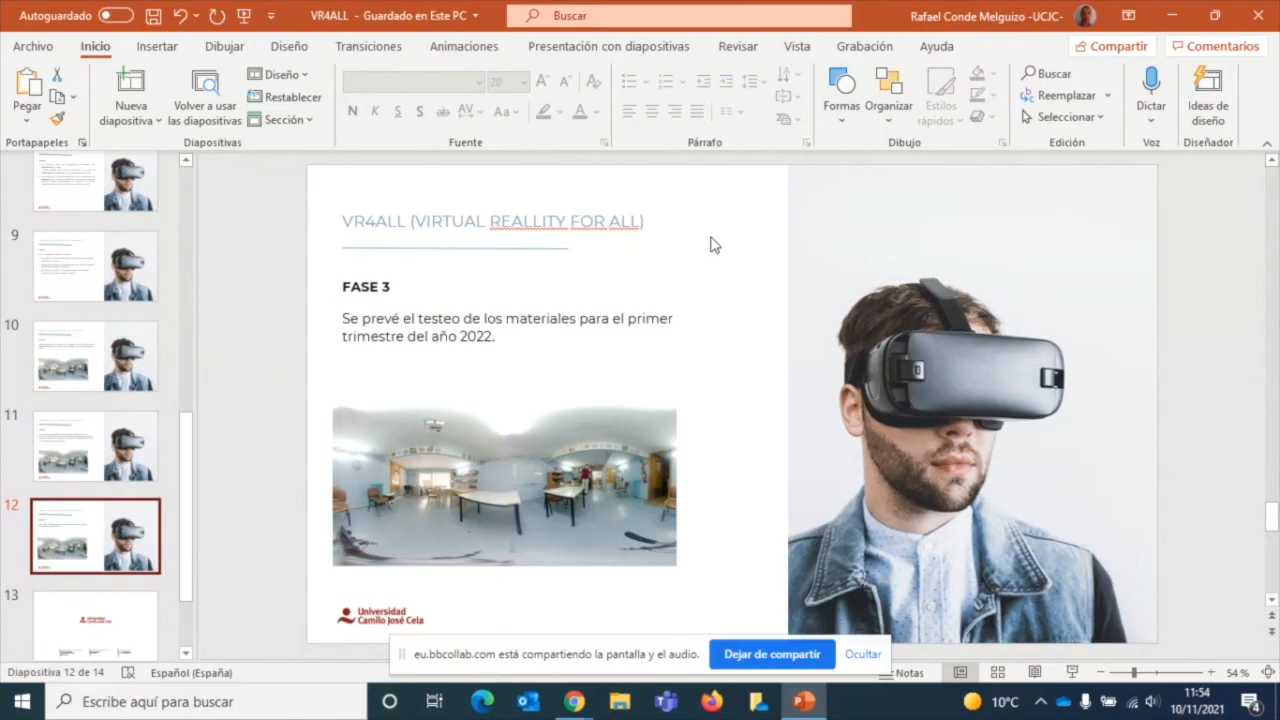 Autoguardado
VR4ALL - Guardado en Este PC
Buscar
Rafael Conde Melguizo -UCJC-
Archivo
Inicio
Insertar
Dibujar
Diseño
Transiciones
Animaciones
Presentación con diapositivas
Revisar
Vista
Grabación
Ayuda
Compartir
Comentarios
Pegar
Nueva
diapositiva
Volver a usar
las diapositivas
Diseño
Restablecer
Sección
20
N K S S ab AV Aa A
Formas
Organizar
Estilos
rápidos
Buscar
Reemplazar
Seleccionar
Dictar
Ideas de
diseño
Portapapeles
Diapositivas
Fuente
Párrafo
Dibujo
Edición
Voz
Diseñador
9
10
11
12
13
VR4ALL (VIRTUAL REALLITY FOR ALL)
FASE 3
Se prevé el testeo de los materiales para el primer
trimestre del año 2022.
Universidad
Camilo José Cela
eu.bbcollab.com está compartiendo la pantalla y el audio.
Dejar de compartir
Ocultar
Diapositiva 12 de 14
Español (España)
Notas
54 %
Escribe aquí para buscar
10°C
11:54
10/11/2021
4